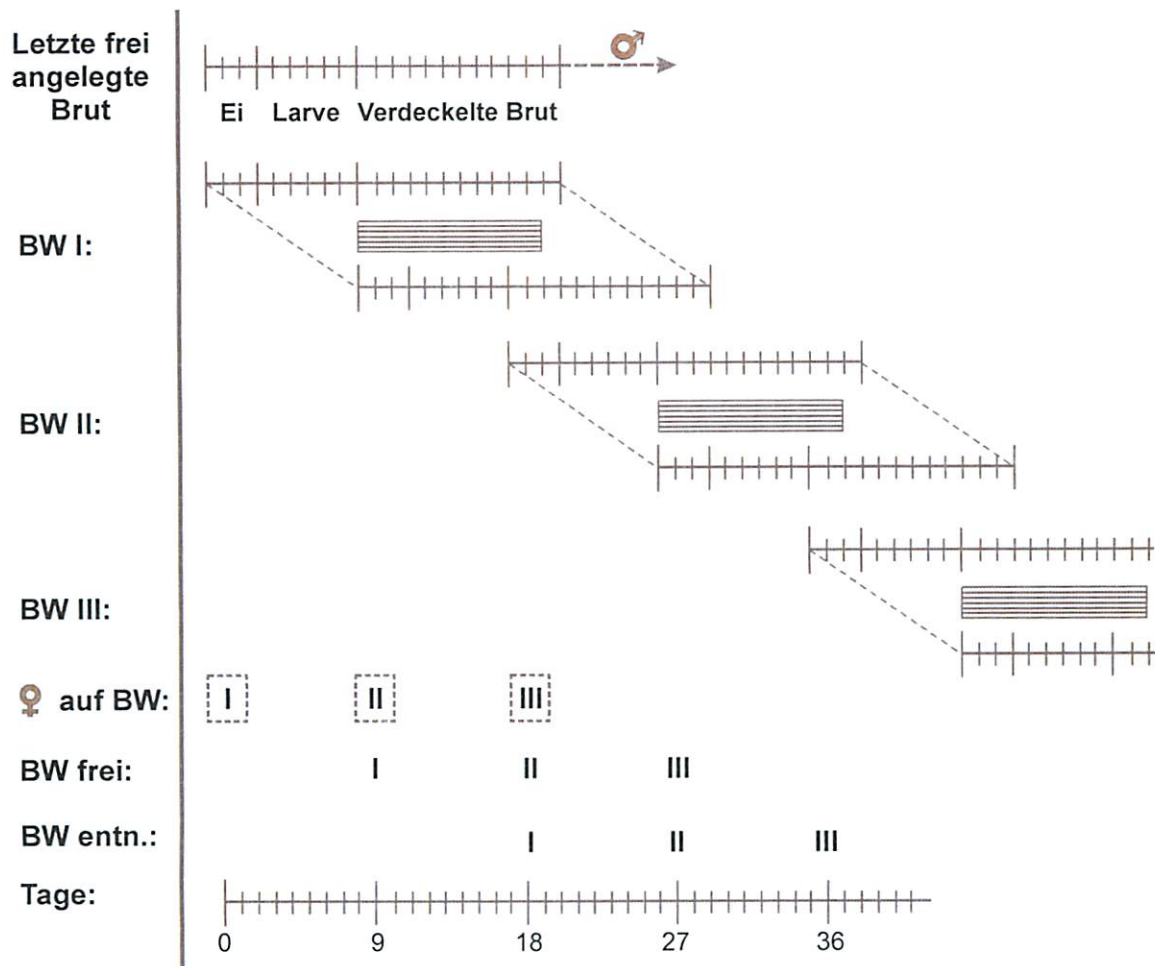 Letzte frei
angelegte
Brut
Ei Larve Verdeckelte Brut
BW I:
BW II:
BW III:
♀ auf BW: I II III
BW frei: I II III
BW entn.: I II III
Tage:
0 9 18 27 36